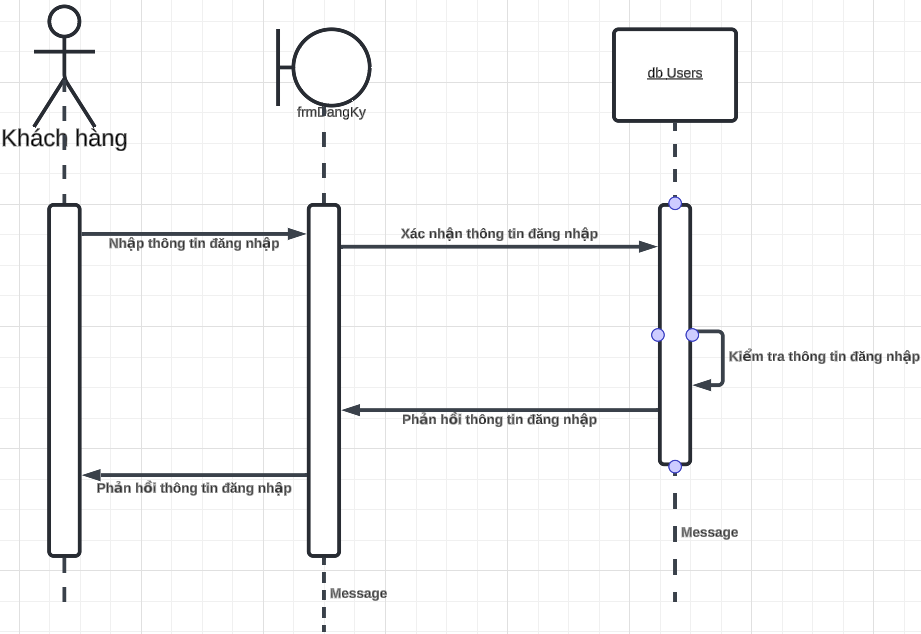 db Users
frmDangKy
Khách hàng
Nhập thông tin đăng nhập
Xác nhận thông tin đăng nhập
Kiểm tra thông tin đăng nhập
Phản hồi thông tin đăng nhập
Phản hồi thông tin đăng nhập
Message
Message